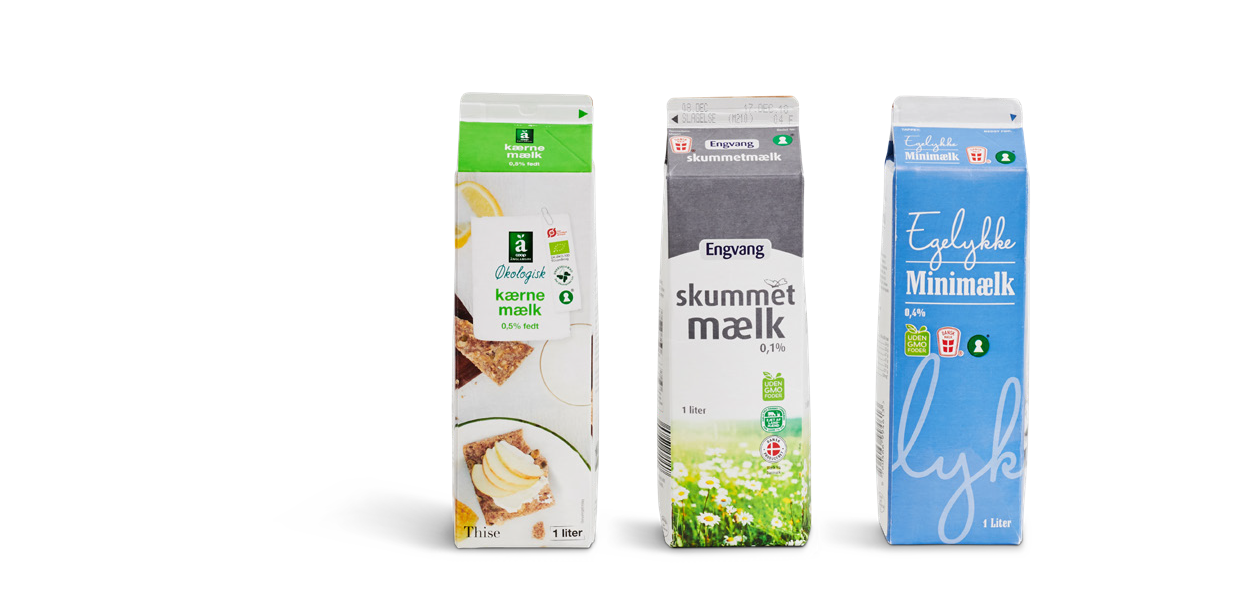 ä
kærne
mælk
0,5% fedt
ä
coop
Økologisk
kærne
mælk
0,5% fedt
Thise
1 liter
08 DEC
SLAGELSE
Engvang
skummetmælk
Engvang
skummet
mælk
0,1%
UDEN
GMO
FODER
1 liter
Egelykke
Minimælk
Egelykke
Minimælk
0,4%
UDEN
GMO
FODER
DANSK
lyk
1 Liter